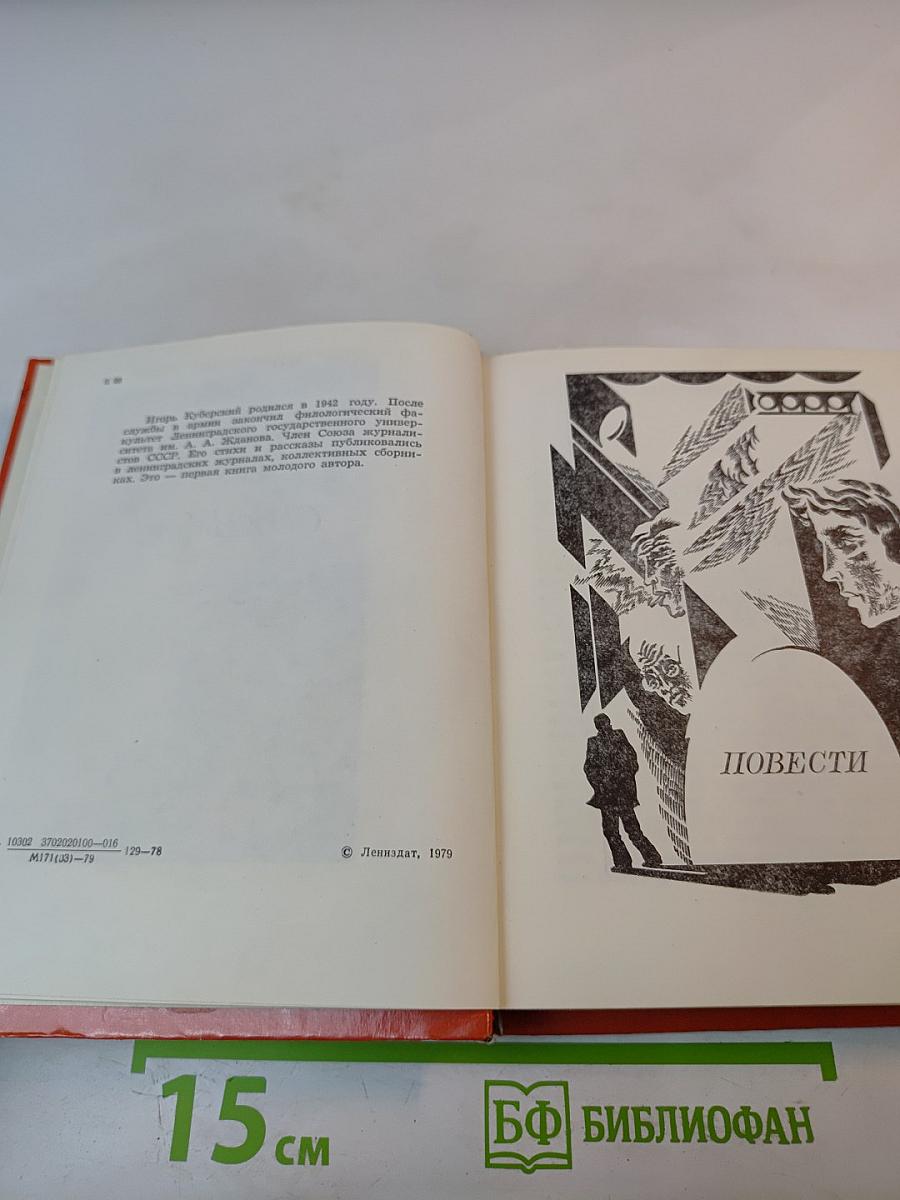 Игорь Куберский родился в 1942 году. После
службы в армии закончил филологический фа-
культет Ленинградского государственного универ-
ситета им. А. А. Жданова. Член Союза журнали-
стов СССР. Его стихи и рассказы публиковались
в ленинградских журналах, коллективных сборни-
ках. Это — первая книга молодого автора.
10302 3702020100—016
М171(03)—79
129—78
© Лениздат, 1979
ПОВЕСТИ
15 см
БФ БИБЛИОФАН